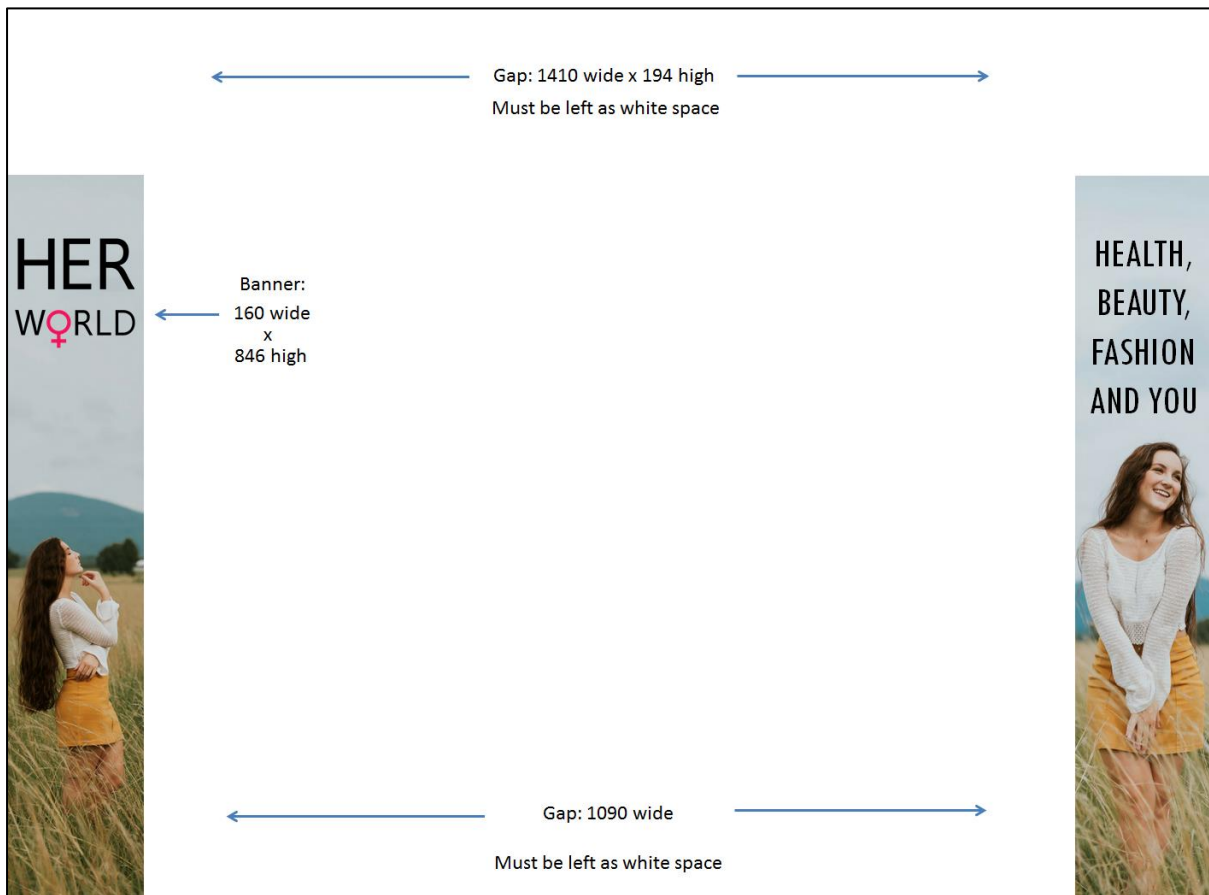 Gap: 1410 wide x 194 high
Must be left as white space
HER
WORLD
Banner:
160 wide
x
846 high
HEALTH,
BEAUTY,
FASHION
AND YOU
Gap: 1090 wide
Must be left as white space